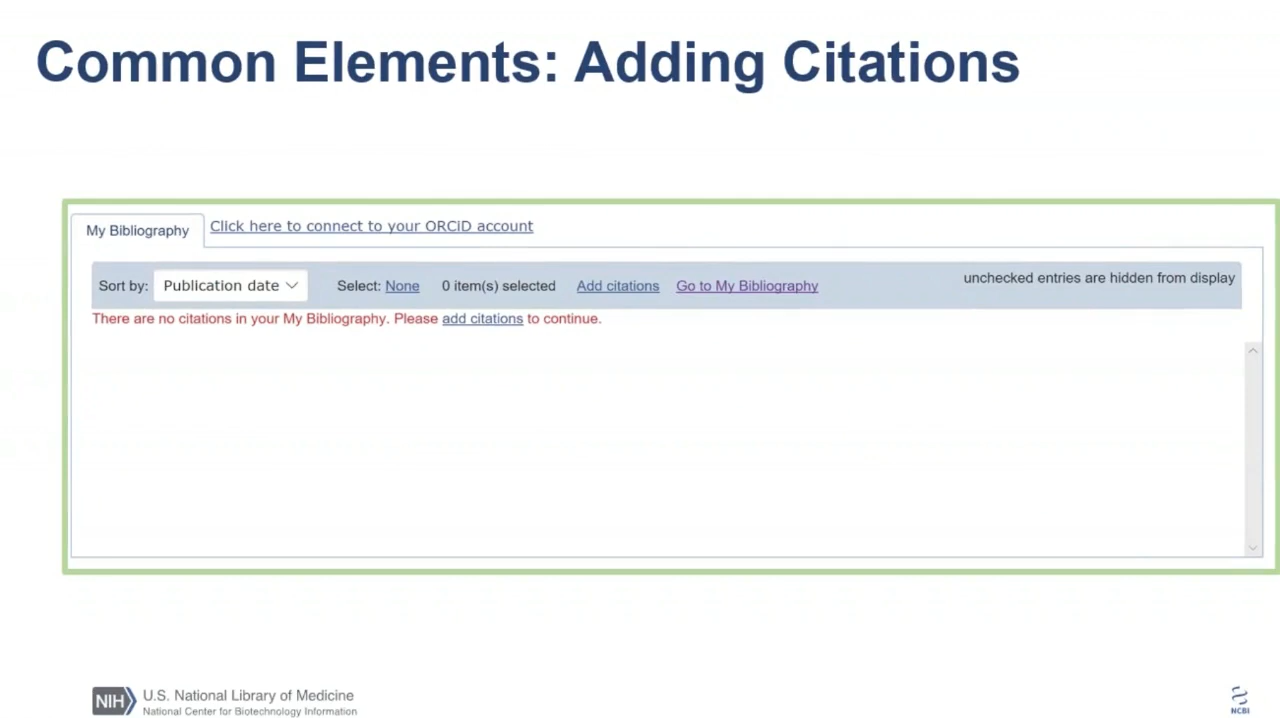 Common Elements: Adding Citations
My Bibliography Click here to connect to your ORCiD account
Sort by: Publication date Select: None 0 item(s) selected Add citations Go to My Bibliography unchecked entries are hidden from display
There are no citations in your My Bibliography. Please add citations to continue.
NIH U.S. National Library of Medicine
National Center for Biotechnology Information
NCBI